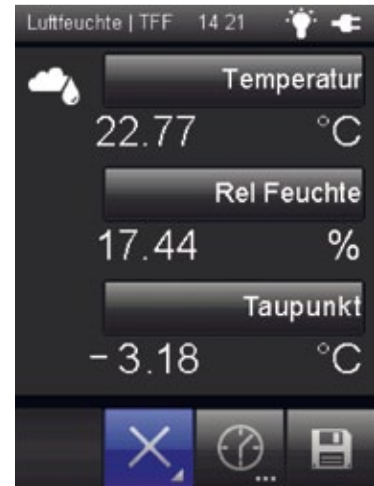 Luftfeuchte | TFF 14 21
Temperatur
22.77 °C
Rel Feuchte
17.44 %
Taupunkt
-3.18 °C